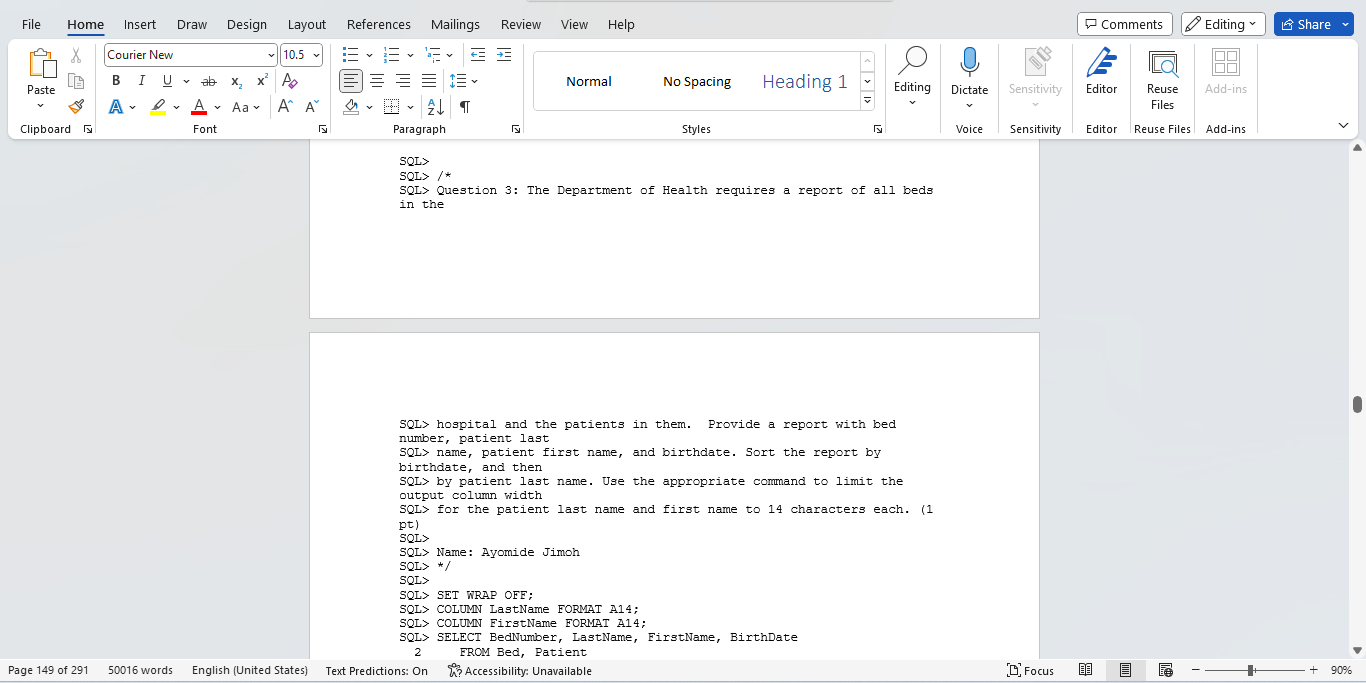 File Home Insert Draw Design Layout References Mailings Review View Help Comments Editing Share
Courier New 10.5
Paste
B I U ab x2 x2 A
A A Aa A A
Normal No Spacing Heading 1
Editing Dictate Sensitivity Editor Reuse Files Add-ins
Clipboard Font Paragraph Styles Voice Sensitivity Editor Reuse Files Add-ins
SQL>
SQL> /*
SQL> Question 3: The Department of Health requires a report of all beds
in the
SQL> hospital and the patients in them.  Provide a report with bed
number, patient last
SQL> name, patient first name, and birthdate. Sort the report by
birthdate, and then
SQL> by patient last name. Use the appropriate command to limit the
output column width
SQL> for the patient last name and first name to 14 characters each. (1
pt)
SQL>
SQL> Name: Ayomide Jimoh
SQL> */
SQL>
SQL> SET WRAP OFF;
SQL> COLUMN LastName FORMAT A14;
SQL> COLUMN FirstName FORMAT A14;
SQL> SELECT BedNumber, LastName, FirstName, BirthDate
2     FROM Bed, Patient
Page 149 of 291 50016 words English (United States) Text Predictions: On Accessibility: Unavailable Focus 90%